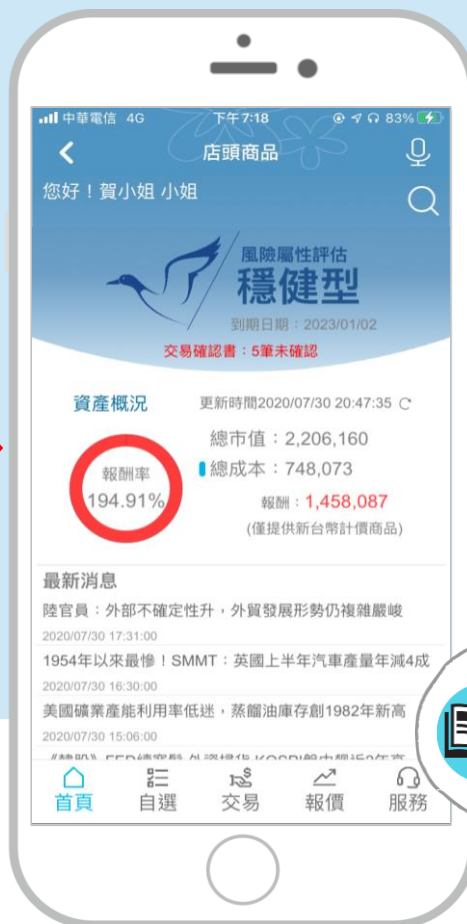 中華電信 4G 下午7:18 83%
店頭商品
您好！賀小姐 小姐
風險屬性評估
穩健型
到期日期：2023/01/02
交易確認書：5筆未確認
資產概況 更新時間2020/07/30 20:47:35
總市值：2,206,160
報酬率
194.91%
總成本：748,073
報酬：1,458,087
(僅提供新台幣計價商品)
最新消息
陸官員：外部不確定性升，外貿發展形勢仍複雜嚴峻
2020/07/30 17:31:00
1954年以來最慘！SMMT：英國上半年汽車產量年減4成
2020/07/30 16:30:00
美國礦業產能利用率低迷，蒸餾油庫存創1982年新高
2020/07/30 15:06:00
首頁 自選 交易 報價 服務